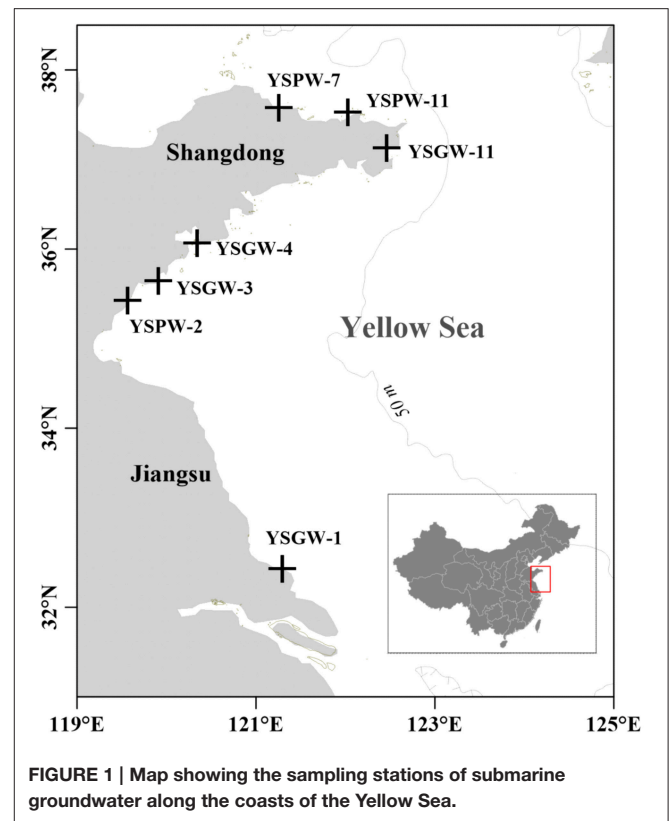 38°N
36°N
34°N
32°N
YSPW-7
YSPW-11
Shangdong
YSGW-11
YSGW-4
YSGW-3
YSPW-2
Yellow Sea
50 m
Jiangsu
YSGW-1
119°E 121°E 123°E 125°E
FIGURE 1 | Map showing the sampling stations of submarine
groundwater along the coasts of the Yellow Sea.